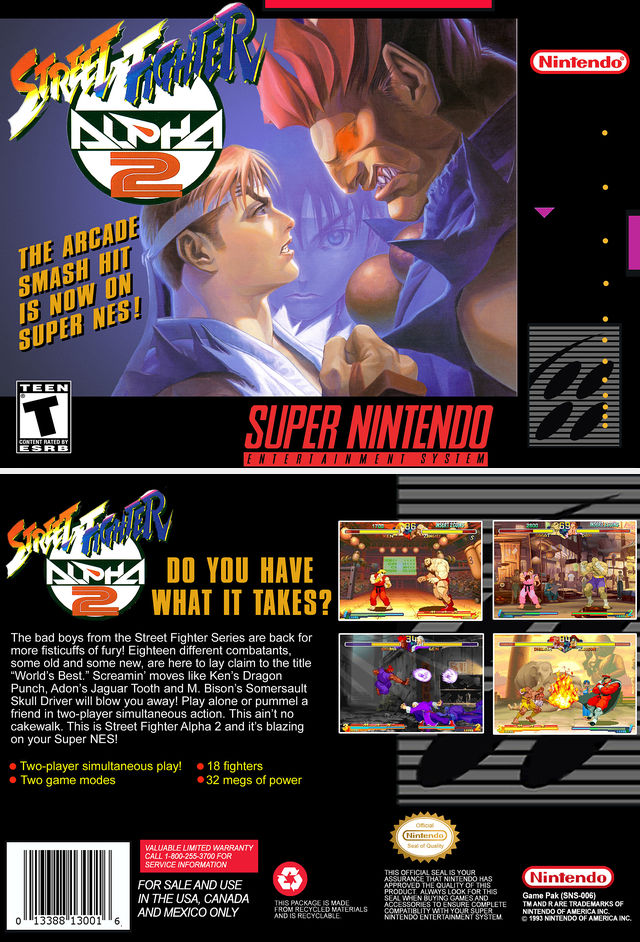 STREET FIGHTER
ALPHA
2
Nintendo®
THE ARCADE
SMASH HIT
IS NOW ON
SUPER NES!
TEEN
T
CONTENT RATED BY
ESRB
SUPER NINTENDO
ENTERTAINMENT SYSTEM
STREET FIGHTER
ALPHA
2
DO YOU HAVE
WHAT IT TAKES?
The bad boys from the Street Fighter Series are back for
more fisticuffs of fury! Eighteen different combatants,
some old and some new, are here to lay claim to the title
“World's Best.” Screamin' moves like Ken's Dragon
Punch, Adon's Jaguar Tooth and M. Bison's Somersault
Skull Driver will blow you away! Play alone or pummel a
friend in two-player simultaneous action. This ain't no
cakewalk. This is Street Fighter Alpha 2 and it's blazing
on your Super NES!
• Two-player simultaneous play!
• 18 fighters
• Two game modes
• 32 megs of power
0 13388 13001 6
VALUABLE LIMITED WARRANTY
CALL 1-800-255-3700 FOR
SERVICE INFORMATION
FOR SALE AND USE
IN THE USA, CANADA
AND MEXICO ONLY
THIS PACKAGE IS MADE
FROM RECYCLED MATERIALS
AND IS RECYCLABLE.
Official
Nintendo
Seal of Quality
THIS OFFICIAL SEAL IS YOUR
ASSURANCE THAT NINTENDO HAS
APPROVED THE QUALITY OF THIS
PRODUCT. ALWAYS LOOK FOR THIS
SEAL WHEN BUYING GAMES AND
ACCESSORIES TO ENSURE COMPLETE
COMPATIBILITY WITH YOUR SUPER
NINTENDO ENTERTAINMENT SYSTEM.
Nintendo
Game Pak (SNS-006)
TM AND R ARE TRADEMARKS OF
NINTENDO OF AMERICA INC.
© 1993 NINTENDO OF AMERICA INC.